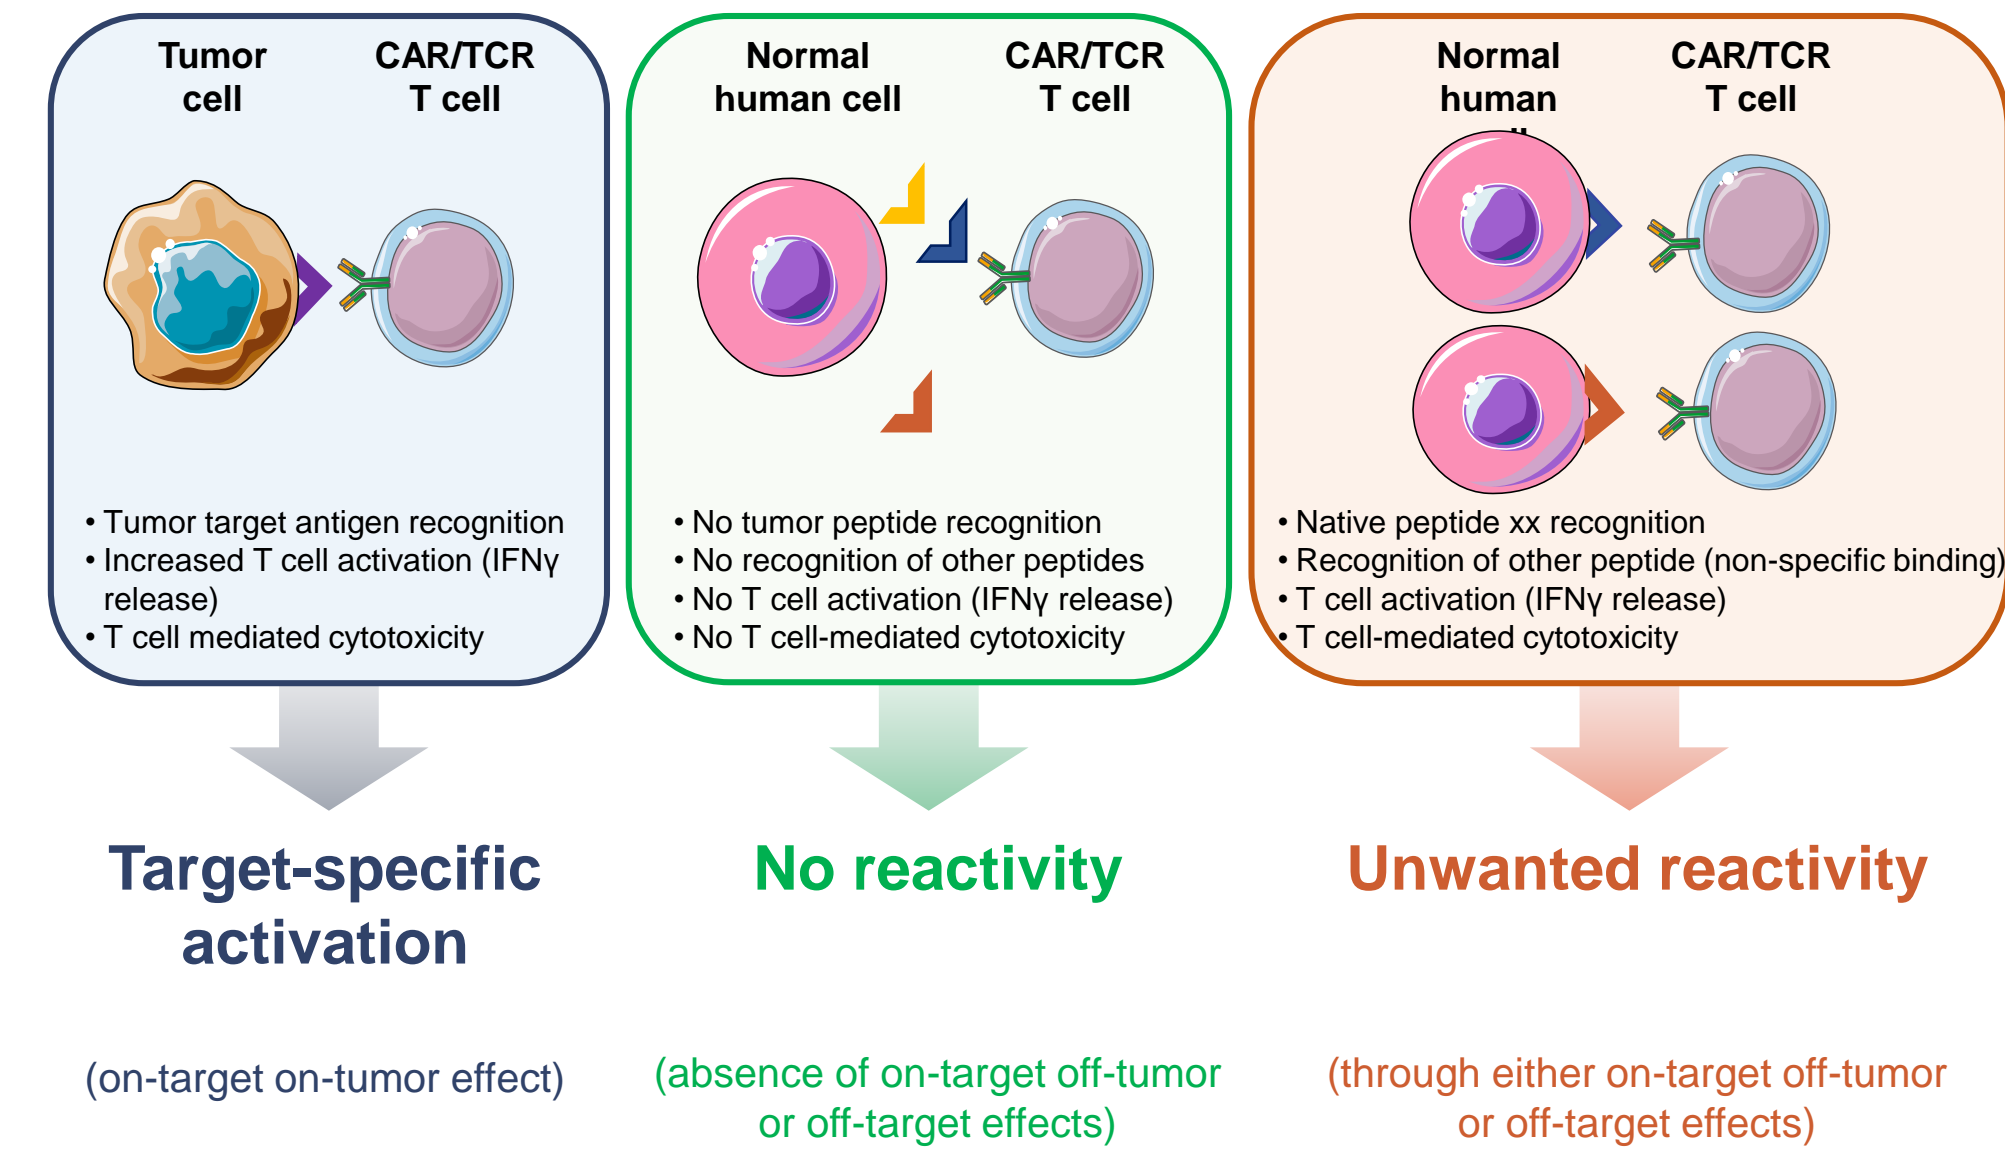 Tumor
cell
CAR/TCR
T cell
• Tumor target antigen recognition
• Increased T cell activation (IFNγ
release)
• T cell mediated cytotoxicity
Target-specific
activation
(on-target on-tumor effect)
Normal
human cell
CAR/TCR
T cell
• No tumor peptide recognition
• No recognition of other peptides
• No T cell activation (IFNγ release)
• No T cell-mediated cytotoxicity
No reactivity
(absence of on-target off-tumor
or off-target effects)
Normal
human
CAR/TCR
T cell
• Native peptide xx recognition
• Recognition of other peptide (non-specific binding)
• T cell activation (IFNγ release)
• T cell-mediated cytotoxicity
Unwanted reactivity
(through either on-target off-tumor
or off-target effects)